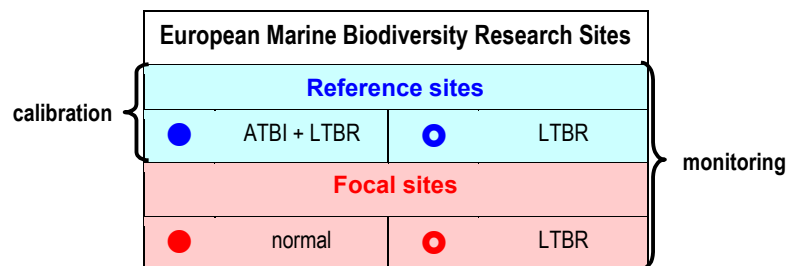 European Marine Biodiversity Research Sites
Reference sites
calibration
ATBI + LTBR LTBR
monitoring
Focal sites
normal LTBR